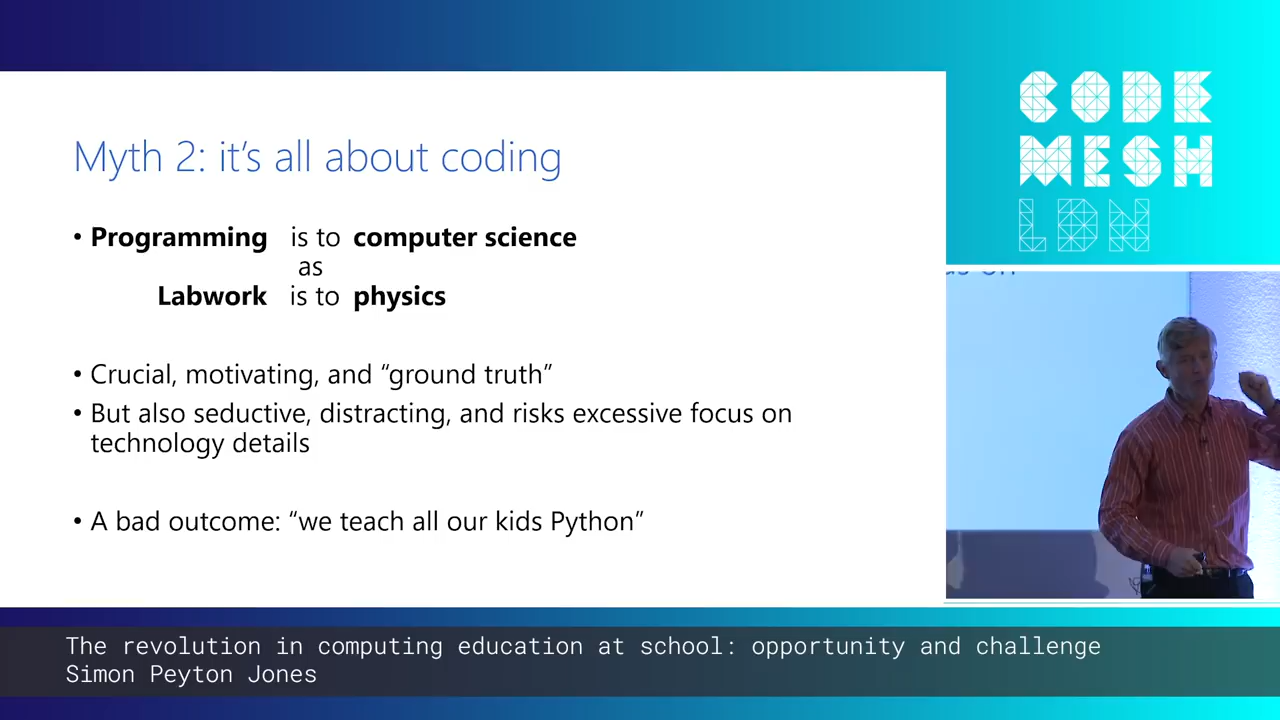 Myth 2: it's all about coding
• Programming is to computer science
as
Labwork is to physics
• Crucial, motivating, and “ground truth”
• But also seductive, distracting, and risks excessive focus on
technology details
• A bad outcome: “we teach all our kids Python”
CODE
MESH
LDN
The revolution in computing education at school: opportunity and challenge
Simon Peyton Jones